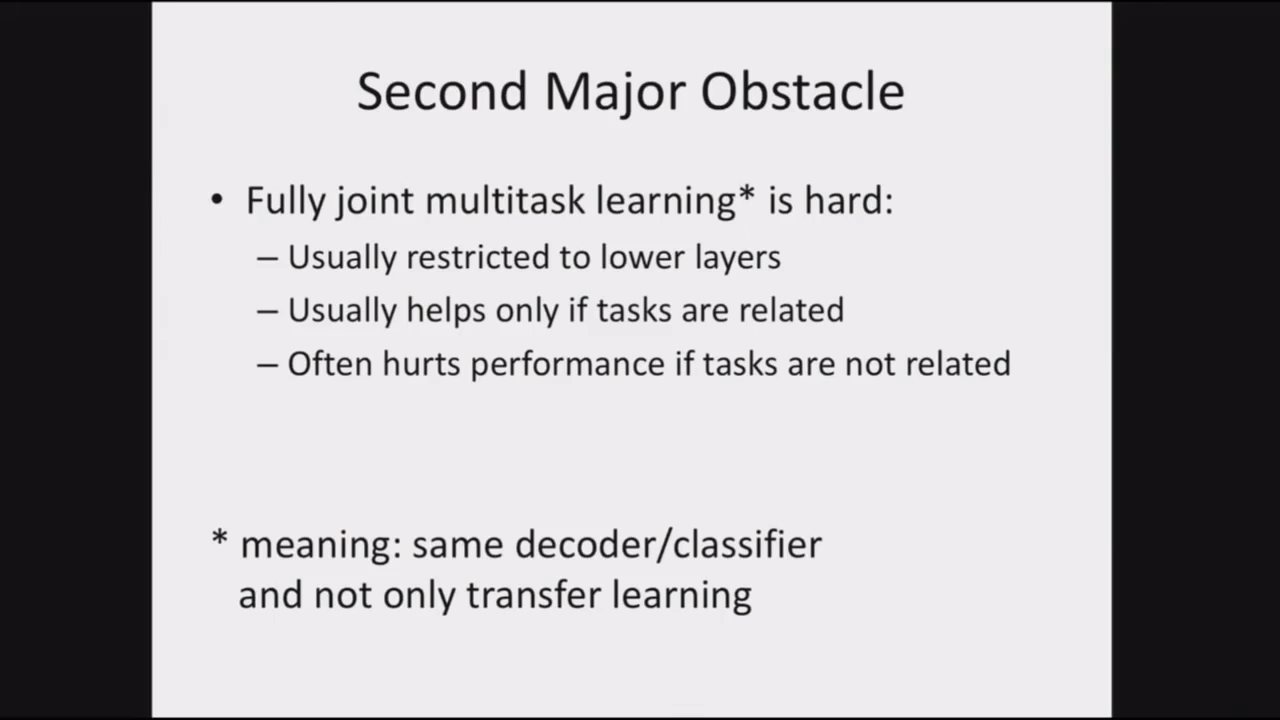 Second Major Obstacle
• Fully joint multitask learning* is hard:
– Usually restricted to lower layers
– Usually helps only if tasks are related
– Often hurts performance if tasks are not related
* meaning: same decoder/classifier
and not only transfer learning